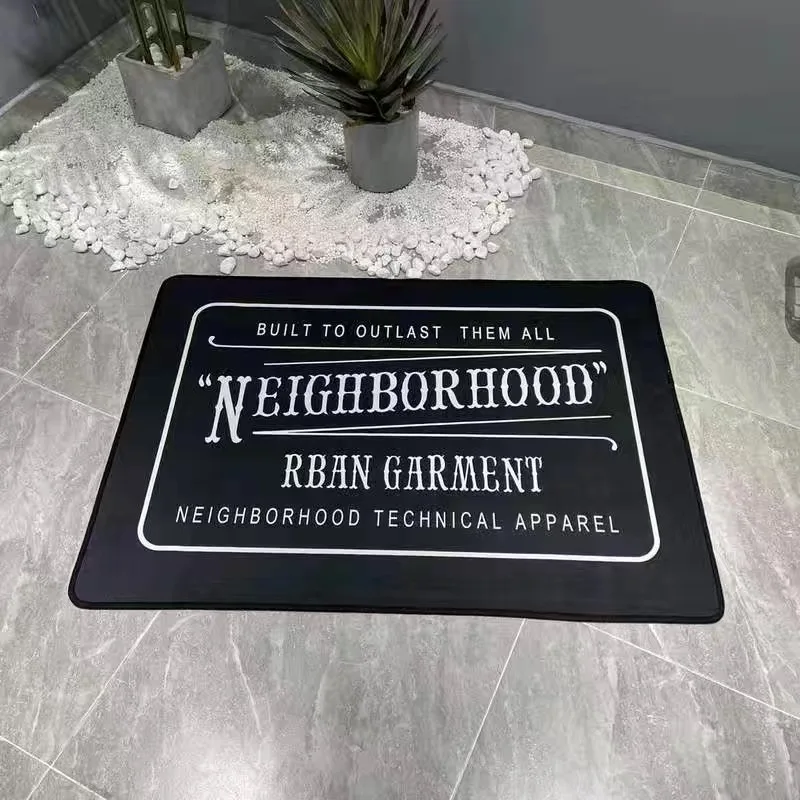 BUILT TO OUTLAST THEM ALL
"NEIGHBORHOOD"
RBAN GARMENT
NEIGHBORHOOD TECHNICAL APPAREL